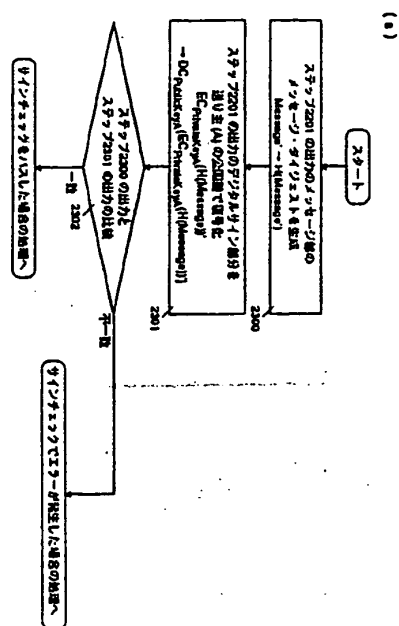 (a)
スタート
ステップ2201の出力のメッセージ部の
メッセージ・ダイジェストを生成
Message' → H(Message')
2300
ステップ2201の出力のデジタルサイン部分を
送り主(A)の公開鍵で復号化
EC_PrivateKeyA(H(Message))'
→ DC_PublicKeyA[EC_PrivateKeyA(H(Message))']
2301
ステップ2300の出力と
ステップ2301の出力の比較
2302
一致
不一致
サインチェックをパスした場合の処理へ
サインチェックでエラーが発生した場合の処理へ